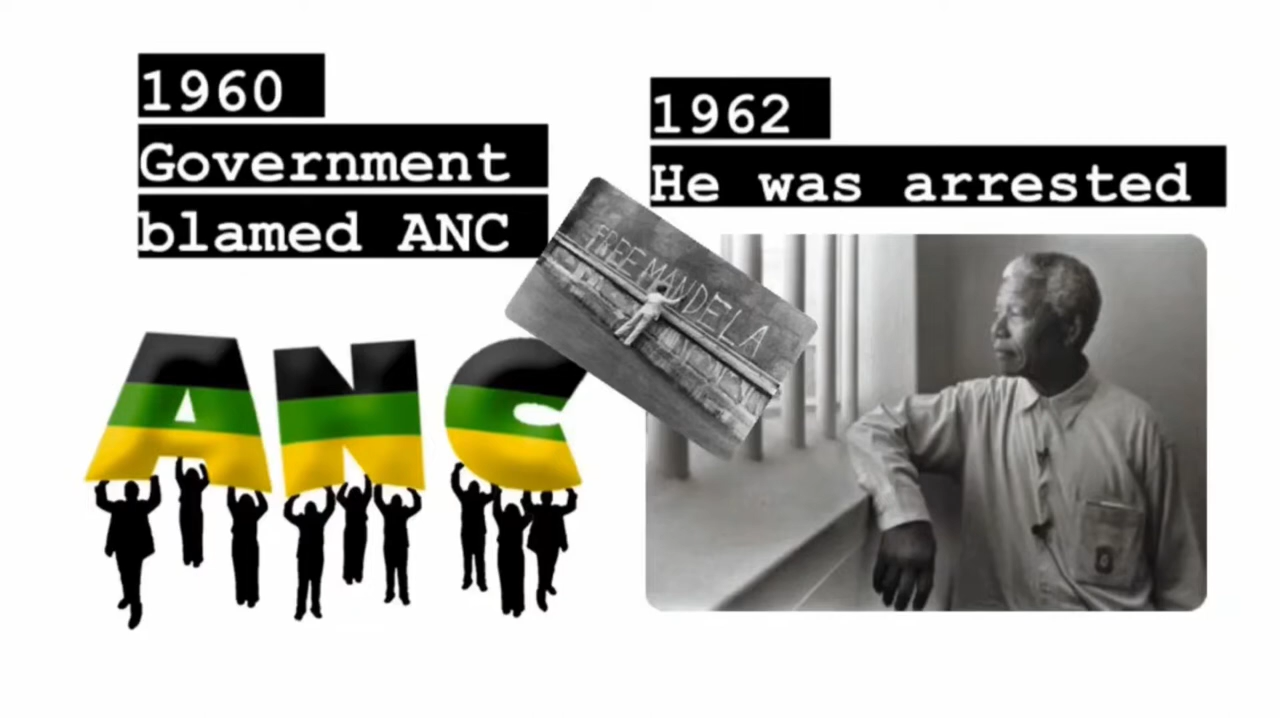 1960
Government
blamed ANC
1962
He was arrested
FREE MANDELA
ANC